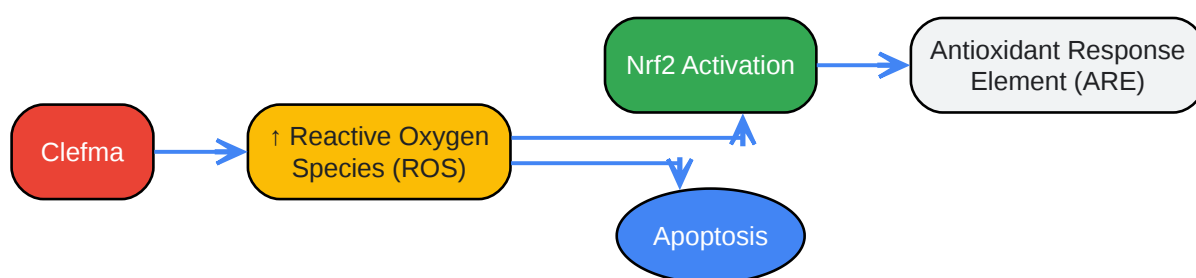 Clefma
↑ Reactive Oxygen
Species (ROS)
Nrf2 Activation
Antioxidant Response
Element (ARE)
Apoptosis